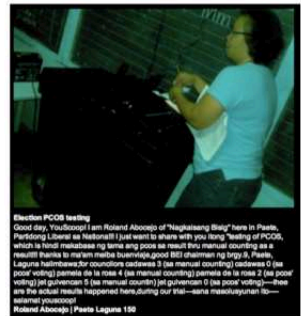 Election PCOS testing
Good day, YouScoop! I am Roland Abocejo of "Nagkaisang Bisig" here in Paete,
Partidong Liberal sa National!! I just want to share with you itong "testing of PCOS,
which is hindi makabasa ng tama ang pcos sa result thru manual counting as a
result!!! thanks to ma'am melba buenviaje,good BEI chairman ng brgy.9, Paete,
Laguna halimbawa;for councilors cadawas 3 (sa manual counting) cadawas 0 (sa
pcos' voting) pamela de la rosa 4 (sa manual counting) pamela de la rosa 2 (sa pcos'
voting) jet gulvencan 5 (sa manual countin) jet gulvencan 0 (sa pcos' voting)----thee
are the actual results happened here,during our trial---sana masolusyunan ito----
salamat youscoop!
Roland Abocejo | Paete Laguna 150